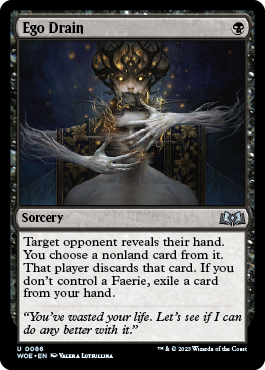 Ego Drain
Sorcery
Target opponent reveals their hand.
You choose a nonland card from it.
That player discards that card. If you
don't control a Faerie, exile a card
from your hand.
"You've wasted your life. Let's see if I can
do any better with it."
U 0086
WOE • EN Valera Lutfullina
™ & © 2023 Wizards of the Coast